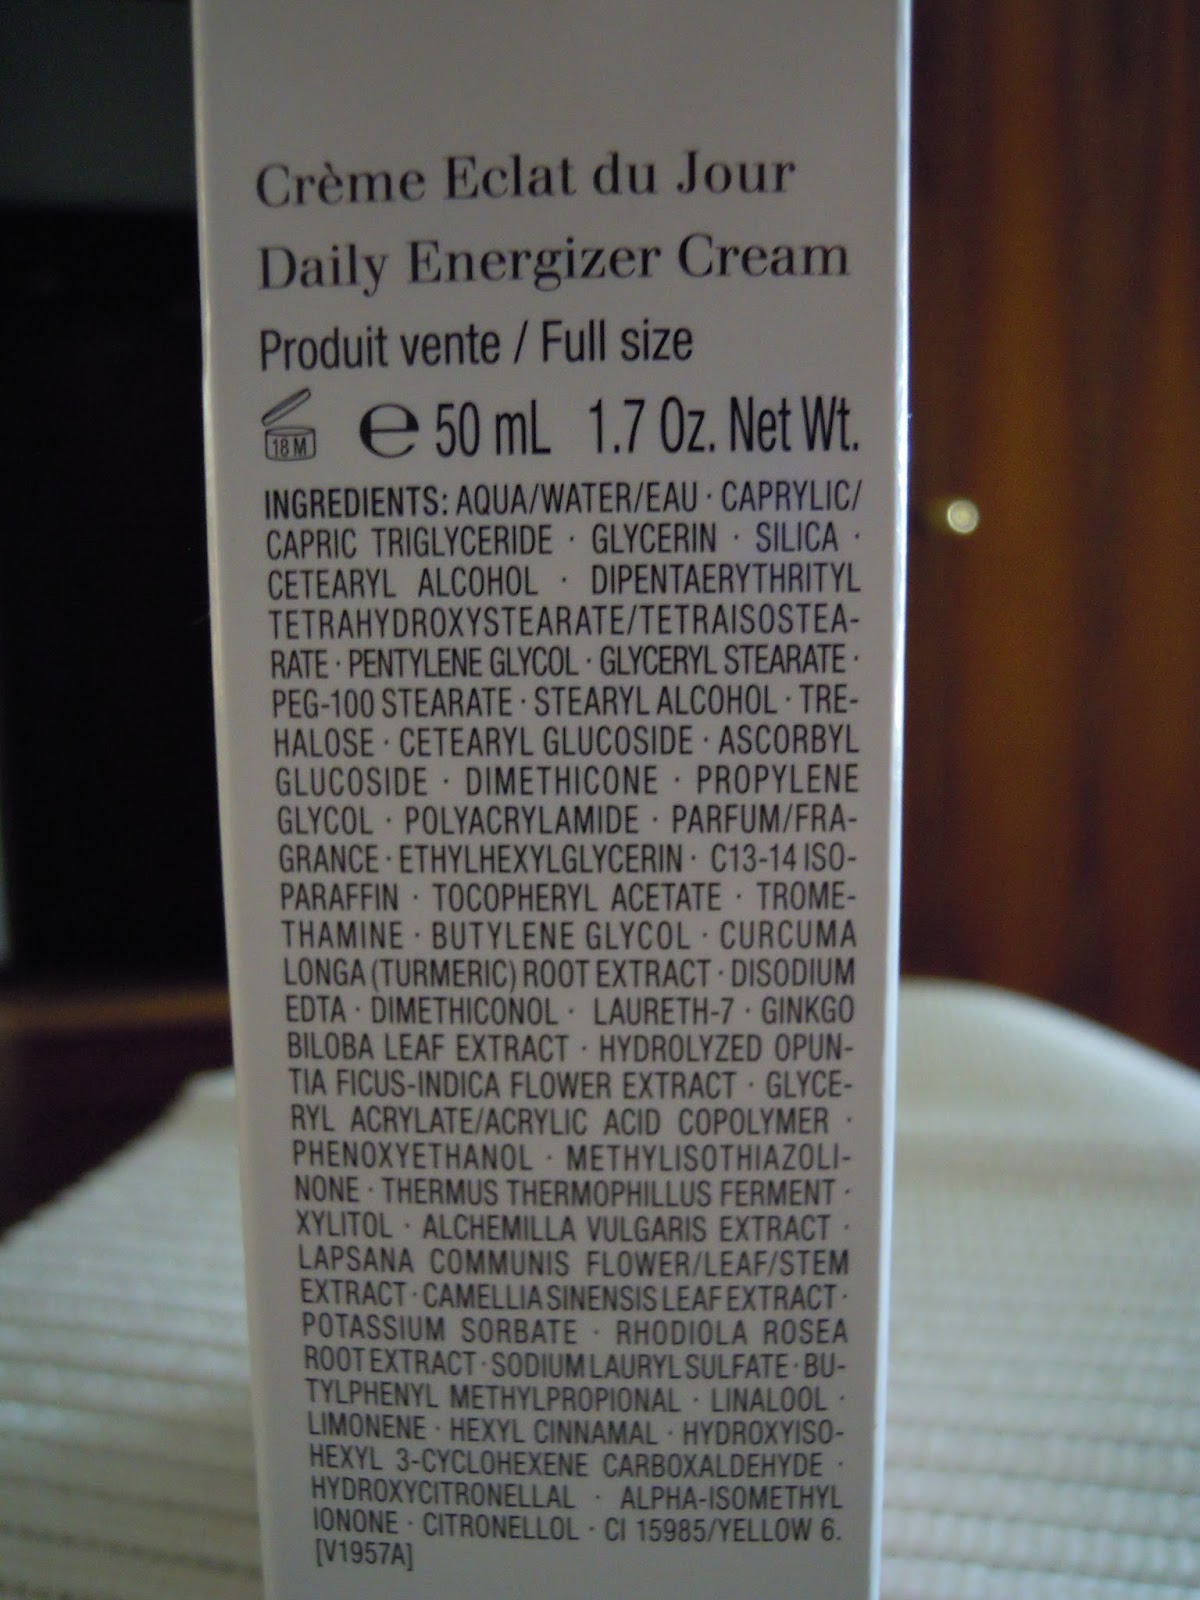 Crème Eclat du Jour
Daily Energizer Cream
Produit vente / Full size
18 M ℮ 50 mL 1.7 Oz. Net Wt.
INGREDIENTS: AQUA/WATER/EAU · CAPRYLIC/
CAPRIC TRIGLYCERIDE · GLYCERIN · SILICA ·
CETEARYL ALCOHOL · DIPENTAERYTHRITYL
TETRAHYDROXYSTEARATE/TETRAISOSTEA-
RATE · PENTYLENE GLYCOL · GLYCERYL STEARATE ·
PEG-100 STEARATE · STEARYL ALCOHOL · TRE-
HALOSE · CETEARYL GLUCOSIDE · ASCORBYL
GLUCOSIDE · DIMETHICONE · PROPYLENE
GLYCOL · POLYACRYLAMIDE · PARFUM/FRA-
GRANCE · ETHYLHEXYLGLYCERIN · C13-14 ISO-
PARAFFIN · TOCOPHERYL ACETATE · TROME-
THAMINE · BUTYLENE GLYCOL · CURCUMA
LONGA (TURMERIC) ROOT EXTRACT · DISODIUM
EDTA · DIMETHICONOL · LAURETH-7 · GINKGO
BILOBA LEAF EXTRACT · HYDROLYZED OPUN-
TIA FICUS-INDICA FLOWER EXTRACT · GLYCE-
RYL ACRYLATE/ACRYLIC ACID COPOLYMER ·
PHENOXYETHANOL · METHYLISOTHIAZOLI-
NONE · THERMUS THERMOPHILLUS FERMENT ·
XYLITOL · ALCHEMILLA VULGARIS EXTRACT ·
LAPSANA COMMUNIS FLOWER/LEAF/STEM
EXTRACT · CAMELLIA SINENSIS LEAF EXTRACT ·
POTASSIUM SORBATE · RHODIOLA ROSEA
ROOT EXTRACT · SODIUM LAURYL SULFATE · BU-
TYLPHENYL METHYLPROPIONAL · LINALOOL ·
LIMONENE · HEXYL CINNAMAL · HYDROXYISO-
HEXYL 3-CYCLOHEXENE CARBOXALDEHYDE ·
HYDROXYCITRONELLAL · ALPHA-ISOMETHYL
IONONE · CITRONELLOL · CI 15985/YELLOW 6.
[V1957A]